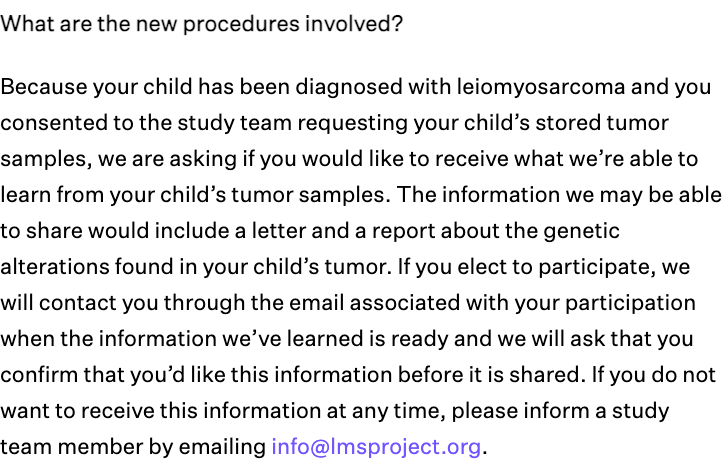 What are the new procedures involved?
Because your child has been diagnosed with leiomyosarcoma and you
consented to the study team requesting your child’s stored tumor
samples, we are asking if you would like to receive what we’re able to
learn from your child’s tumor samples. The information we may be able
to share would include a letter and a report about the genetic
alterations found in your child’s tumor. If you elect to participate, we
will contact you through the email associated with your participation
when the information we’ve learned is ready and we will ask that you
confirm that you’d like this information before it is shared. If you do not
want to receive this information at any time, please inform a study
team member by emailing info@lmsproject.org.